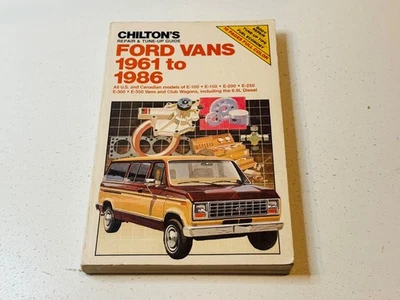 CHILTON'S
REPAIR & TUNE-UP GUIDE
FORD VANS
1961 to
1986
All U.S. and Canadian models of E-100 • E-150 • E-200 • E-250
E-300 • E-350 Vans and Club Wagons, including the 6.9L Diesel
FORD